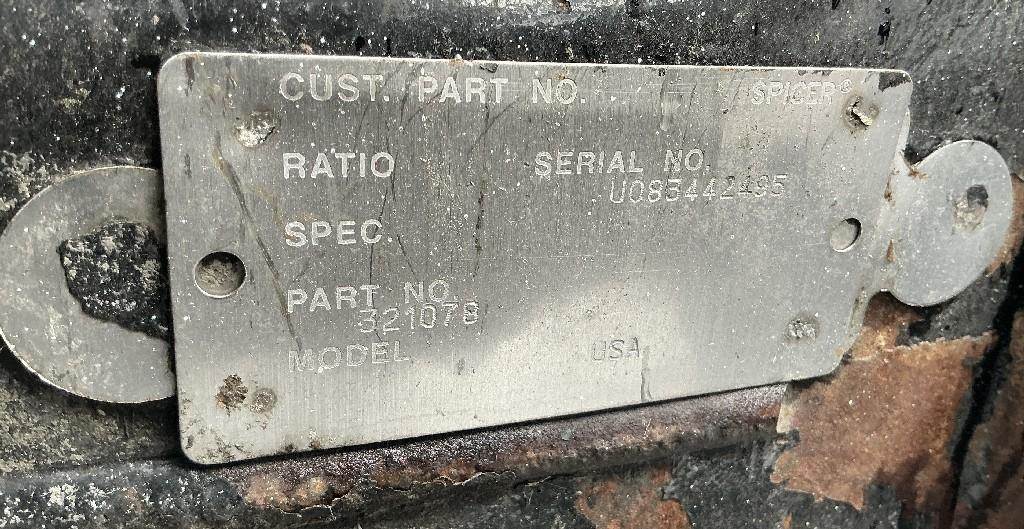 CUST. PART NO. SPICER®
RATIO SERIAL NO.
U085442495
SPEC.
PART NO.
321078
MODEL USA